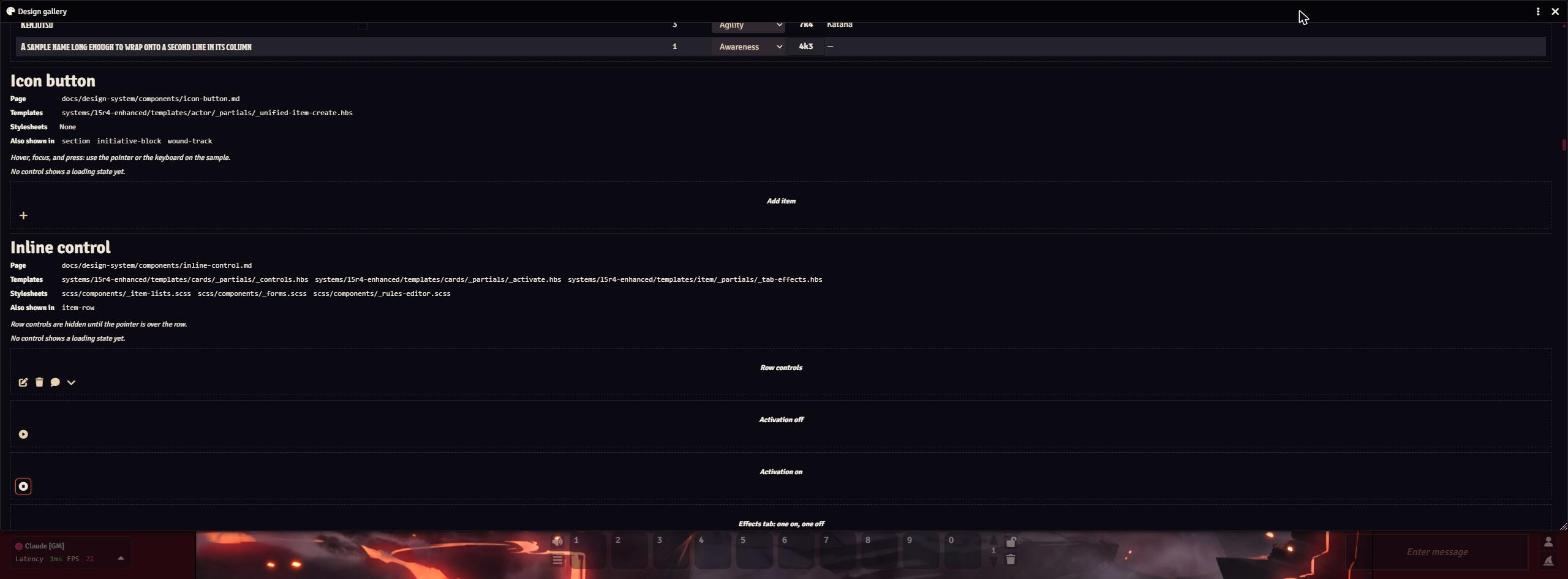 Design gallery
KENJUTSU 3 Agility 7k4 Katana
A SAMPLE NAME LONG ENOUGH TO WRAP ONTO A SECOND LINE IN ITS COLUMN 1 Awareness 4k3 —
Icon button
Page docs/design-system/components/icon-button.md
Templates systems/l5r4-enhanced/templates/actor/_partials/_unified-item-create.hbs
Stylesheets None
Also shown in section initiative-block wound-track
Hover, focus, and press: use the pointer or the keyboard on the sample.
No control shows a loading state yet.
Add item
Inline control
Page docs/design-system/components/inline-control.md
Templates systems/l5r4-enhanced/templates/cards/_partials/_controls.hbs systems/l5r4-enhanced/templates/cards/_partials/_activate.hbs systems/l5r4-enhanced/templates/item/_partials/_tab-effects.hbs
Stylesheets scss/components/_item-lists.scss scss/components/_forms.scss scss/components/_rules-editor.scss
Also shown in item-row
Row controls are hidden until the pointer is over the row.
No control shows a loading state yet.
Row controls
Activation off
Activation on
Effects tab: one on, one off
Claude [GM]
Latency 3ms FPS 22
1 2 3 4 5 6 7 8 9 0
1
Enter message